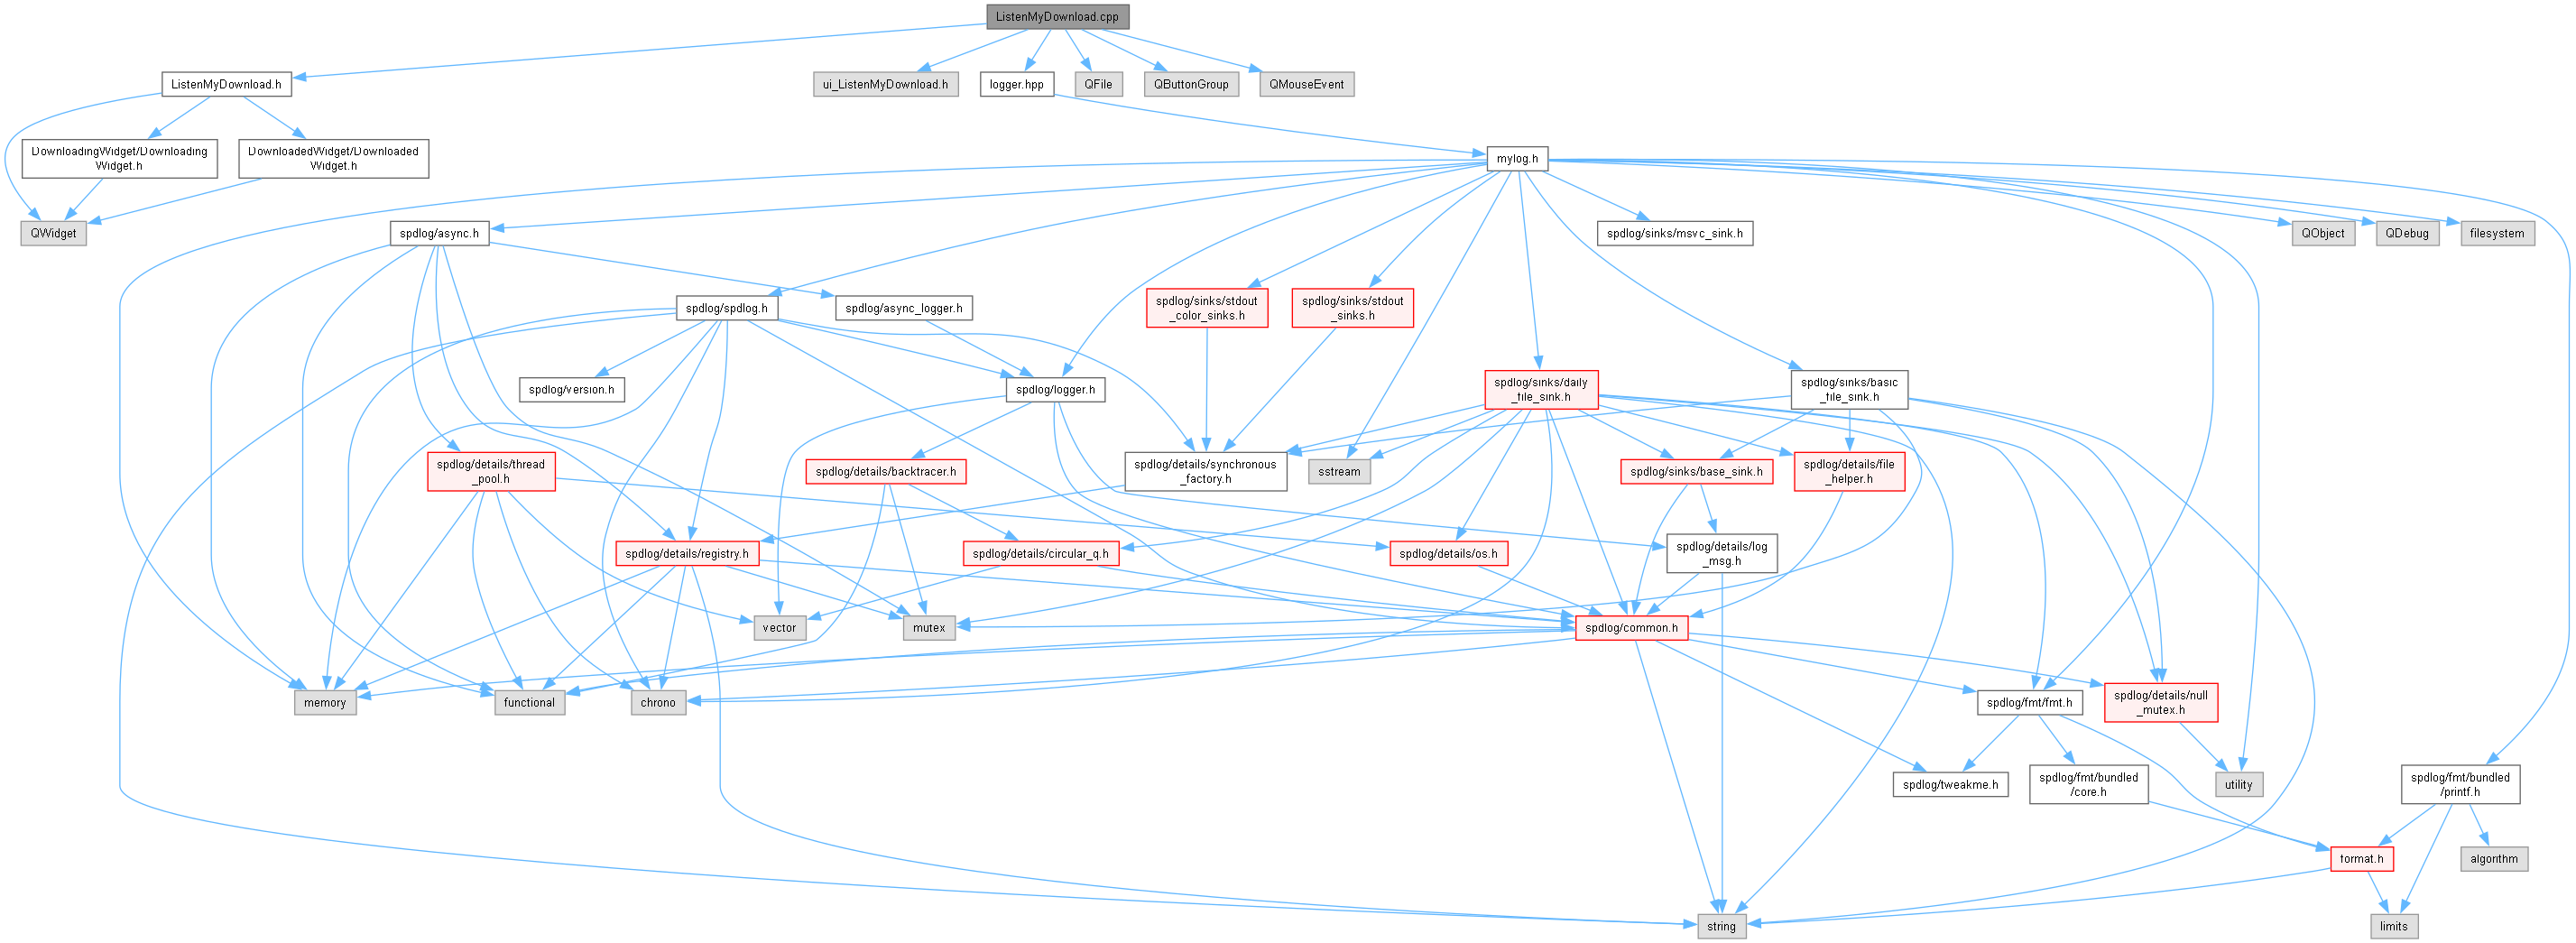 ListenMyDownload.cpp
ListenMyDownload.h
ui_ListenMyDownload.h
logger.hpp
QFile
QButtonGroup
QMouseEvent
DownloadingWidget/Downloading
Widget.h
DownloadedWidget/Downloaded
Widget.h
mylog.h
QWidget
spdlog/async.h
spdlog/sinks/msvc_sink.h
QObject
QDebug
filesystem
spdlog/spdlog.h
spdlog/async_logger.h
spdlog/sinks/stdout
_color_sinks.h
spdlog/sinks/stdout
_sinks.h
spdlog/version.h
spdlog/logger.h
spdlog/sinks/daily
_file_sink.h
spdlog/sinks/basic
_file_sink.h
spdlog/details/thread
_pool.h
spdlog/details/backtracer.h
spdlog/details/synchronous
_factory.h
sstream
spdlog/sinks/base_sink.h
spdlog/details/file
_helper.h
spdlog/details/registry.h
spdlog/details/circular_q.h
spdlog/details/os.h
spdlog/details/log
_msg.h
vector
mutex
spdlog/common.h
memory
functional
chrono
spdlog/fmt/fmt.h
spdlog/details/null
_mutex.h
spdlog/tweakme.h
spdlog/fmt/bundled
/core.h
utility
spdlog/fmt/bundled
/printf.h
format.h
algorithm
string
limits